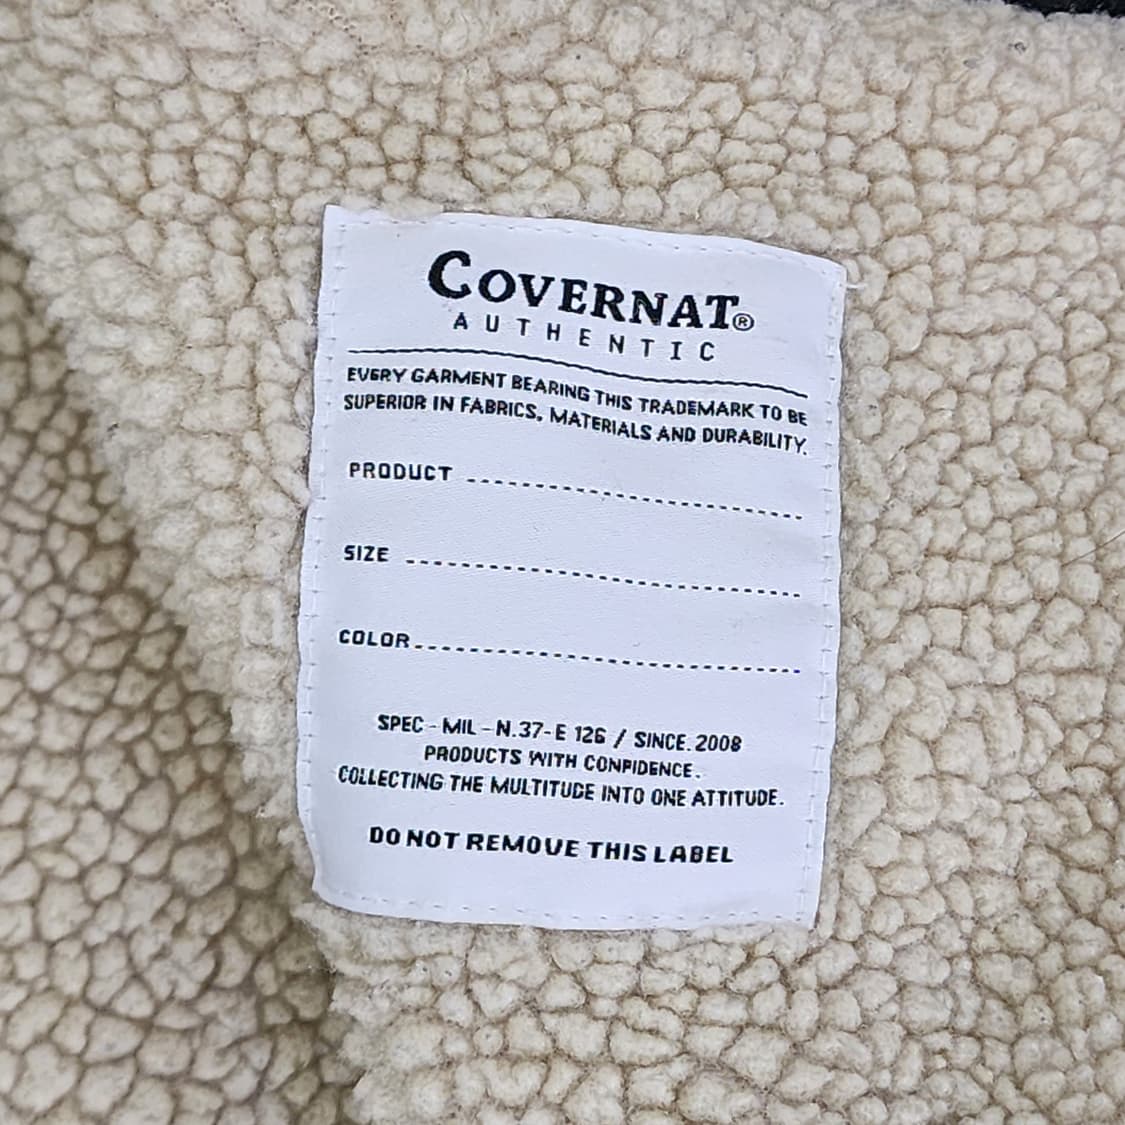 COVERNAT®
AUTHENTIC
EVERY GARMENT BEARING THIS TRADEMARK TO BE
SUPERIOR IN FABRICS, MATERIALS AND DURABILITY.
PRODUCT
SIZE
COLOR
SPEC - MIL - N.37- E 126 / SINCE. 2008
PRODUCTS WITH CONPIDENCE.
COLLECTING THE MULTITUDE INTO ONE ATTITUDE.
DO NOT REMOVE THIS LABEL